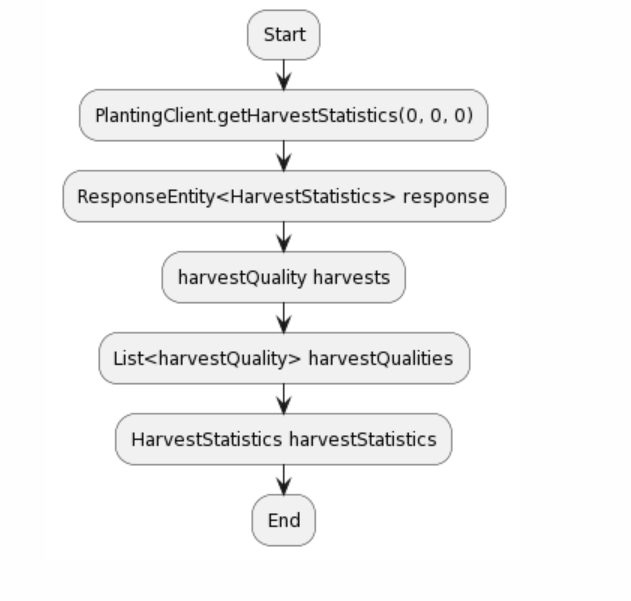 Start
PlantingClient.getHarvestStatistics(0, 0, 0)
ResponseEntity<HarvestStatistics> response
harvestQuality harvests
List<harvestQuality> harvestQualities
HarvestStatistics harvestStatistics
End